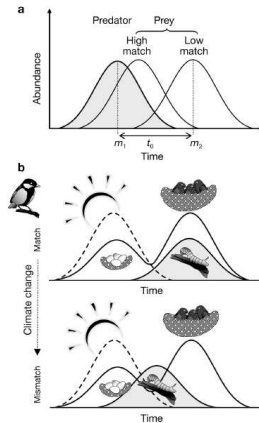 a
Predator
Prey
High
match
Low
match
Abundance
m₁
t₀
m₂
Time
b
Match
Time
Climate change
Mismatch
Time